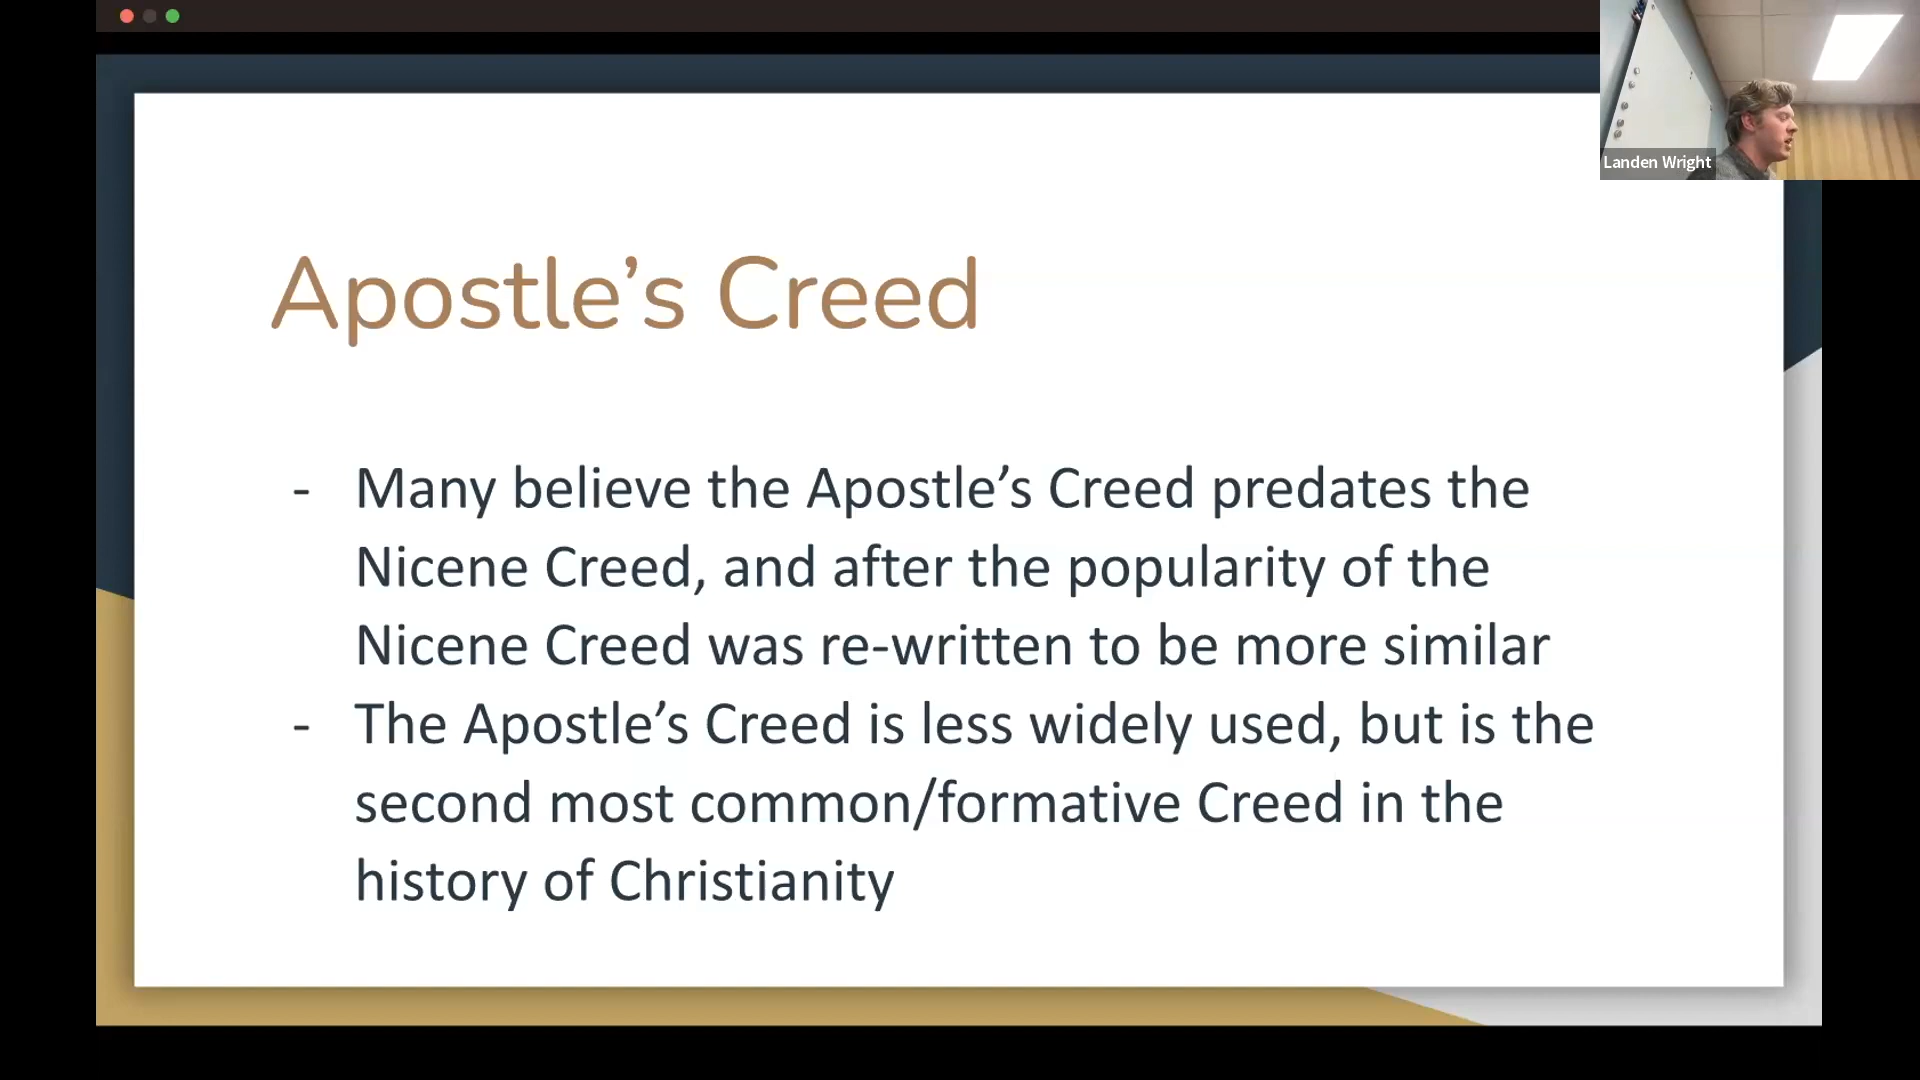 Landen Wright
Apostle’s Creed
- Many believe the Apostle’s Creed predates the
Nicene Creed, and after the popularity of the
Nicene Creed was re-written to be more similar
- The Apostle’s Creed is less widely used, but is the
second most common/formative Creed in the
history of Christianity